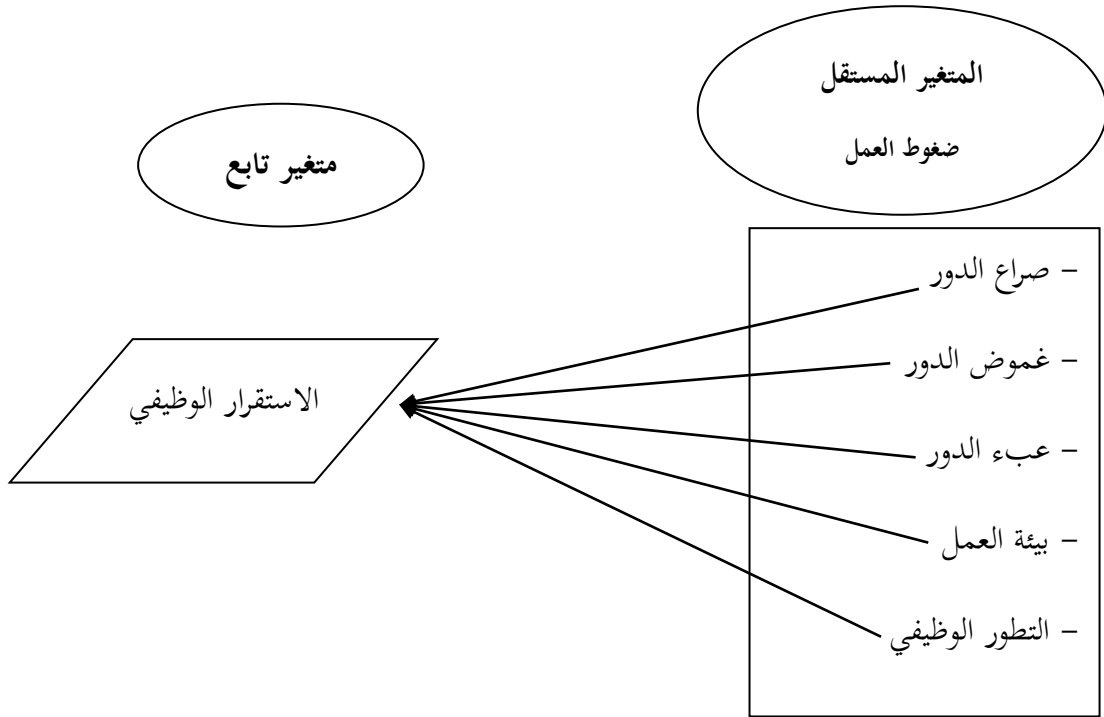 المتغير المستقل
ضغوط العمل
متغير تابع
– صراع الدور
– غموض الدور
– عبء الدور
– بيئة العمل
– التطور الوظيفي
الاستقرار الوظيفي